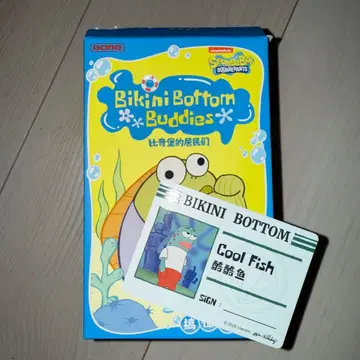 nickelodeon
SpongeBob
SQUAREPANTS
Bikini Bottom
Buddies
比奇堡的居民们
BIKINI BOTTOM
Cool Fish
酷酷鱼
SIGN :
搞